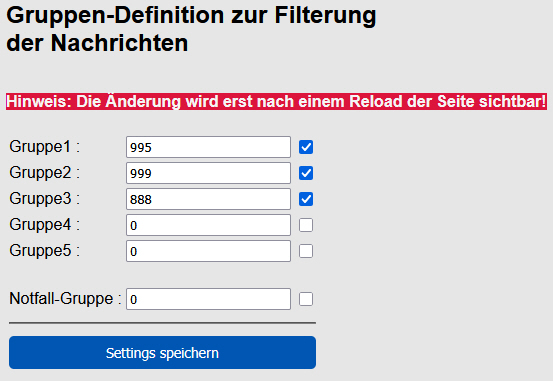 Gruppen-Definition zur Filterung
der Nachrichten
Hinweis: Die Änderung wird erst nach einem Reload der Seite sichtbar!
Gruppe1 : 995
Gruppe2 : 999
Gruppe3 : 888
Gruppe4 : 0
Gruppe5 : 0
Notfall-Gruppe : 0
Settings speichern